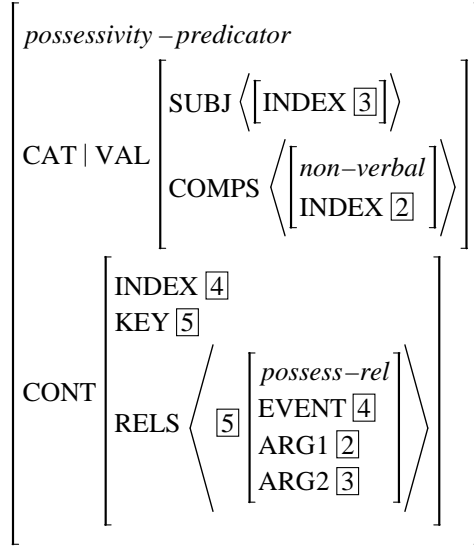 possessivity–predicator
SUBJ ⟨[INDEX 3]⟩
CAT | VAL
COMPS ⟨[non–verbal
INDEX 2]⟩
INDEX 4
KEY 5
possess–rel
EVENT 4
CONT
RELS ⟨ 5
ARG1 2
ARG2 3